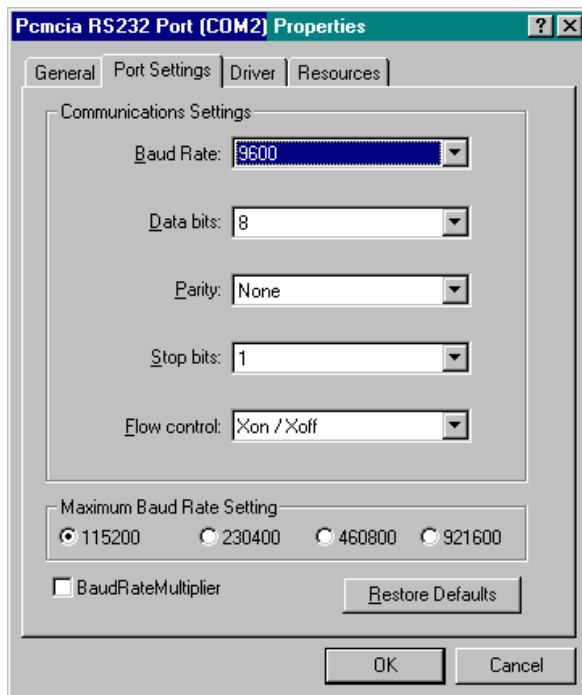 Pcmcia RS232 Port (COM2) Properties
General Port Settings Driver Resources
Communications Settings
Baud Rate: 9600
Data bits: 8
Parity: None
Stop bits: 1
Flow control: Xon / Xoff
Maximum Baud Rate Setting
115200 230400 460800 921600
BaudRateMultiplier Restore Defaults
OK Cancel